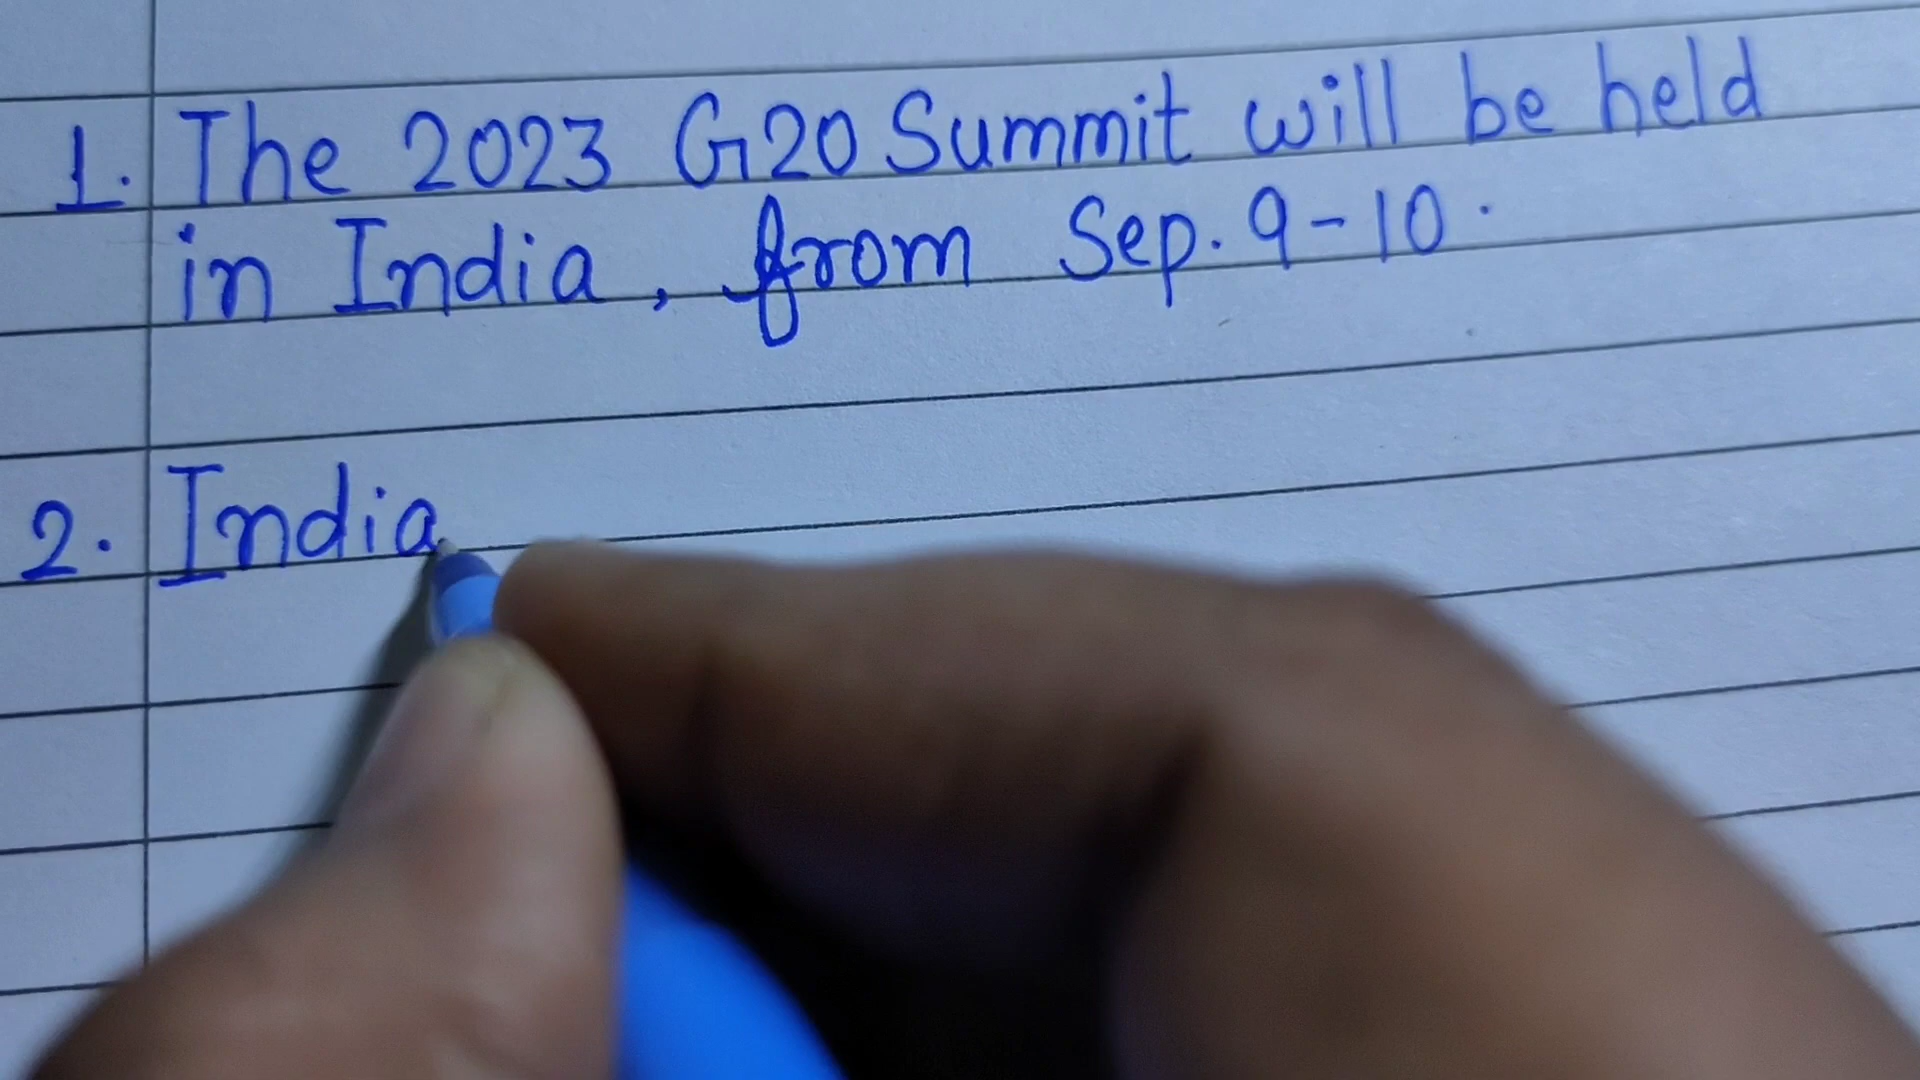 1. The 2023 G20 Summit will be held
in India, from Sep. 9-10.
2. India